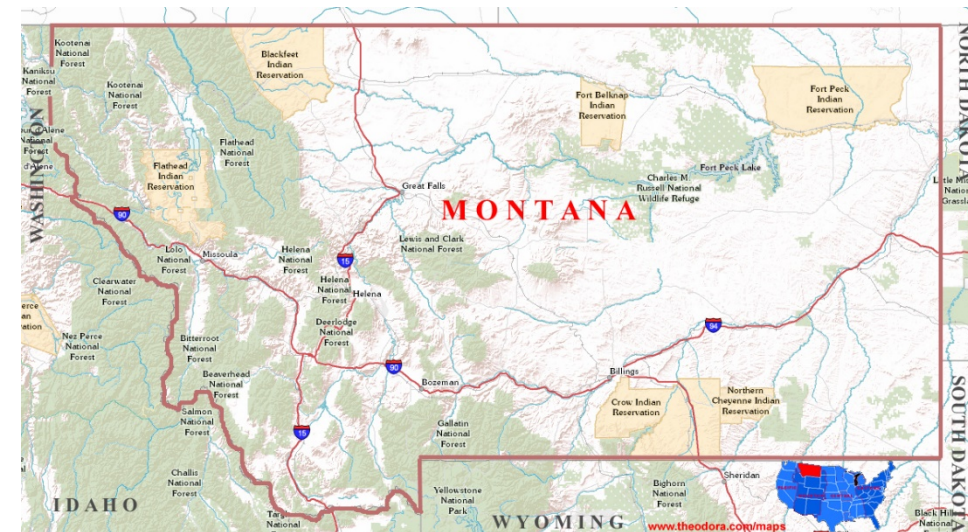 Kootenai
National
Forest
Kaniksu
National
Forest
Kootenai
National
Forest
Blackfeet
Indian
Reservation
Fort Belknap
Indian
Reservation
Fort Peck
Indian
Reservation
NORTH DAKOTA
WASHINGTON
National
Forest
d'Alene
Flathead
National
Forest
Flathead
Indian
Reservation
Fort Peck Lake
Charles M.
Russell National
Wildlife Refuge
Great Falls
MONTANA
90
Lolo
National
Forest
Missoula
Helena
National
Forest
15
Lewis and Clark
National Forest
Helena
National
Forest
Helena
Clearwater
National
Forest
Deerlodge
National
Forest
Nez Perce
National
Forest
Bitterroot
National
Forest
94
90
Beaverhead
National
Forest
Bozeman
Billings
Salmon
National
Forest
15
Gallatin
National
Forest
Crow Indian
Reservation
Northern
Cheyenne Indian
Reservation
SOUTH DAKOTA
Challis
National
Forest
Yellowstone
National
Park
Bighorn
National
Forest
Sheridan
IDAHO
WYOMING
www.theodora.com/maps
Black Hill